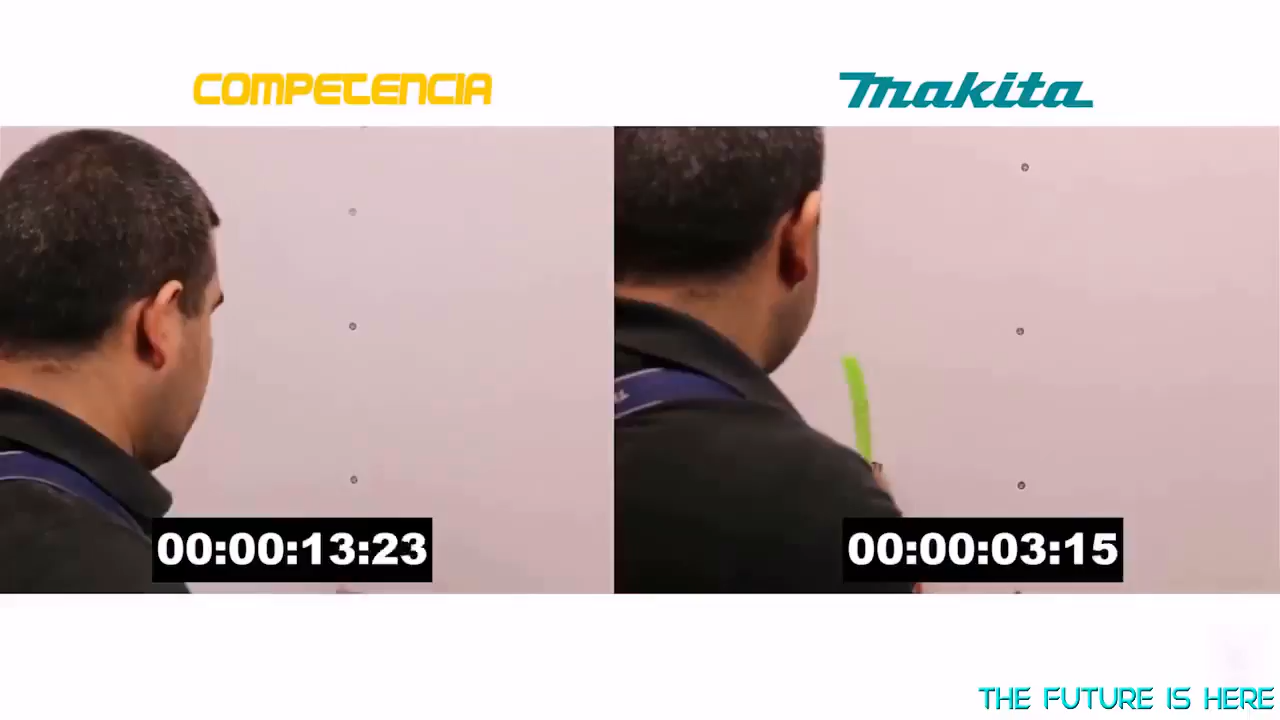 COMPETENCIA
makita
00:00:13:23
00:00:03:15
THE FUTURE IS HERE